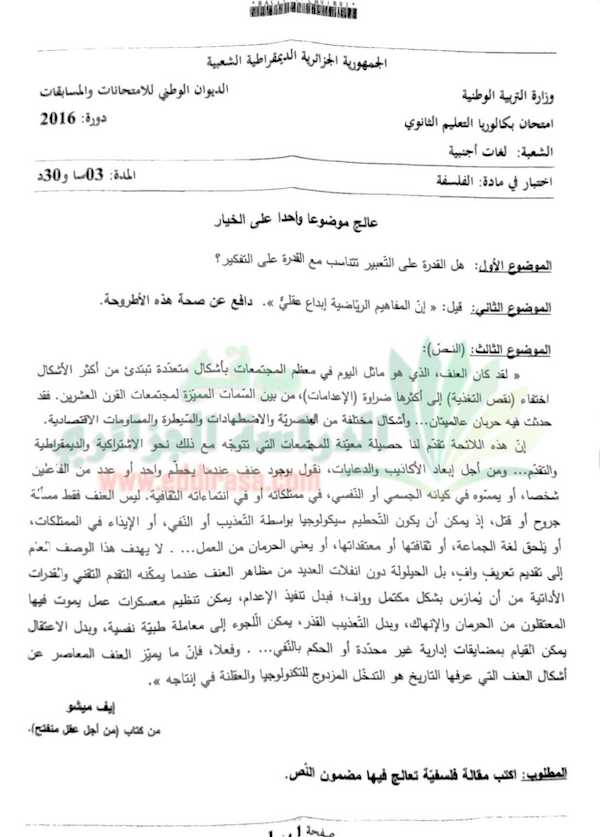 الجمهورية الجزائرية الديمقراطية الشعبية
وزارة التربية الوطنية
الديوان الوطني للامتحانات والمسابقات
امتحان بكالوريا التعليم الثانوي
دورة: 2016
الشعبة: لغات أجنبية
اختبار في مادة: الفلسفة
المدة: 03سا و30د
عالج موضوعا واحدا على الخيار
الموضوع الأول: هل القدرة على التعبير تتناسب مع القدرة على التفكير؟
الموضوع الثاني: قيل: « إنّ المفاهيم الرياضية إبداع عقليّ ». دافع عن صحة هذه الأطروحة.
الموضوع الثالث: (النص):
« لقد كان العنف، الذي هو ماثل اليوم في معظم المجتمعات بأشكال متعدّدة تبتدئ من أكثر الأشكال
اختفاء (نقص التغذية) إلى أكثرها ضراوة (الإعدامات)، من بين السّمات المميّزة لمجتمعات القرن العشرين. فقد
حدثت فيه حربان عالميتان... وأشكال مختلفة من العنصريّة والاضطهادات والسّيطرة والمساومات الاقتصادية.
إنّ هذه اللائحة تقدّم لنا حصيلة معيّنة للمجتمعات التي تتوجّه مع ذلك نحو الاشتراكية والديمقراطية
والتقدّم... ومن أجل إبعاد الأكاذيب والدعايات، نقول بوجود عنف عندما يحطّم واحد أو عدد من الفاعلين
شخصا، أو يمسّوه في كيانه الجسمي أو النّفسي، في ممتلكاته أو في انتماءاته الثقافية. ليس العنف فقط مسألة
جروح أو قتل، إذ يمكن أن يكون التّحطيم سيكولوجيا بواسطة التّعذيب أو النّفي، أو الإيذاء في الممتلكات،
أو يلحق لغة الجماعة، أو ثقافتها أو معتقداتها، أو يعني الحرمان من العمل... . لا يهدف هذا الوصف العام
إلى تقديم تعريف وافٍ، بل الحيلولة دون انفلات العديد من مظاهر العنف عندما يمكّنه التقدم التقني والقدرات
الأداتية من أن يُمارَس بشكل مكتمل وواف؛ فبدل تنفيذ الإعدام، يمكن تنظيم معسكرات عمل يموت فيها
المعتقلون من الحرمان والإنهاك، وبدل التّعذيب القذر، يمكن اللّجوء إلى معاملة طبيّة نفسية، وبدل الاعتقال
يمكن القيام بمضايقات إدارية غير محدّدة أو الحكم بالنّفي... . وفعلا، فإنّ ما يميّز العنف المعاصر عن
أشكال العنف التي عرفها التاريخ هو التدخّل المزدوج للتكنولوجيا والعقلنة في إنتاجه ».
إيف ميشو
من كتاب (من أجل عقل منفتح).
المطلوب: اكتب مقالة فلسفيّة تعالج فيها مضمون النّص.
www.eddirasa.com